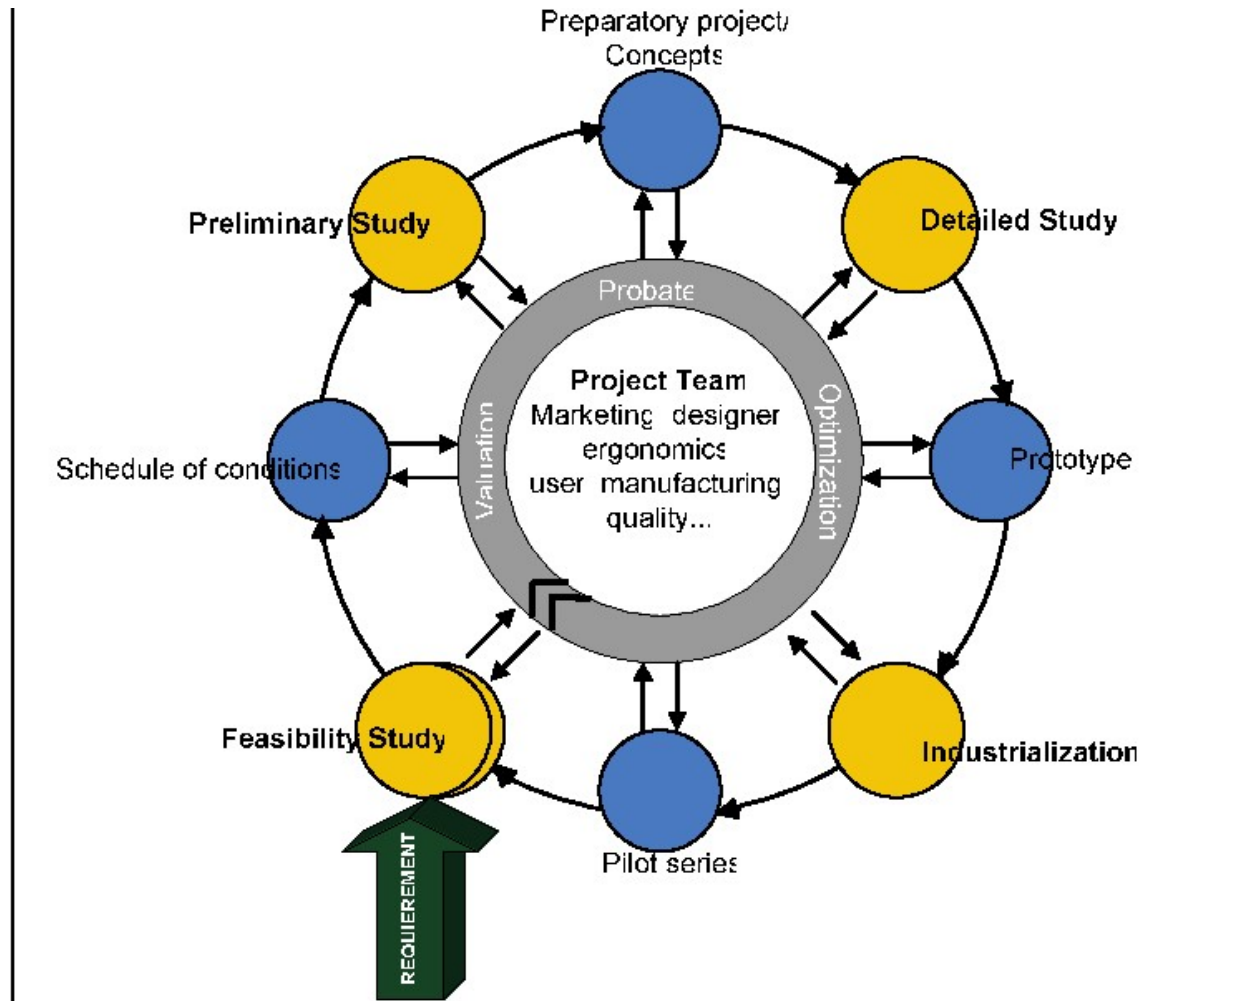 Preparatory project/
Concepts
Preliminary Study
Detailed Study
Probate
Project Team
Marketing designer
ergonomics
user manufacturing
quality...
Valuation
Optimization
Schedule of conditions
Prototype
Feasibility Study
Industrialization
Pilot series
REQUIEREMENT